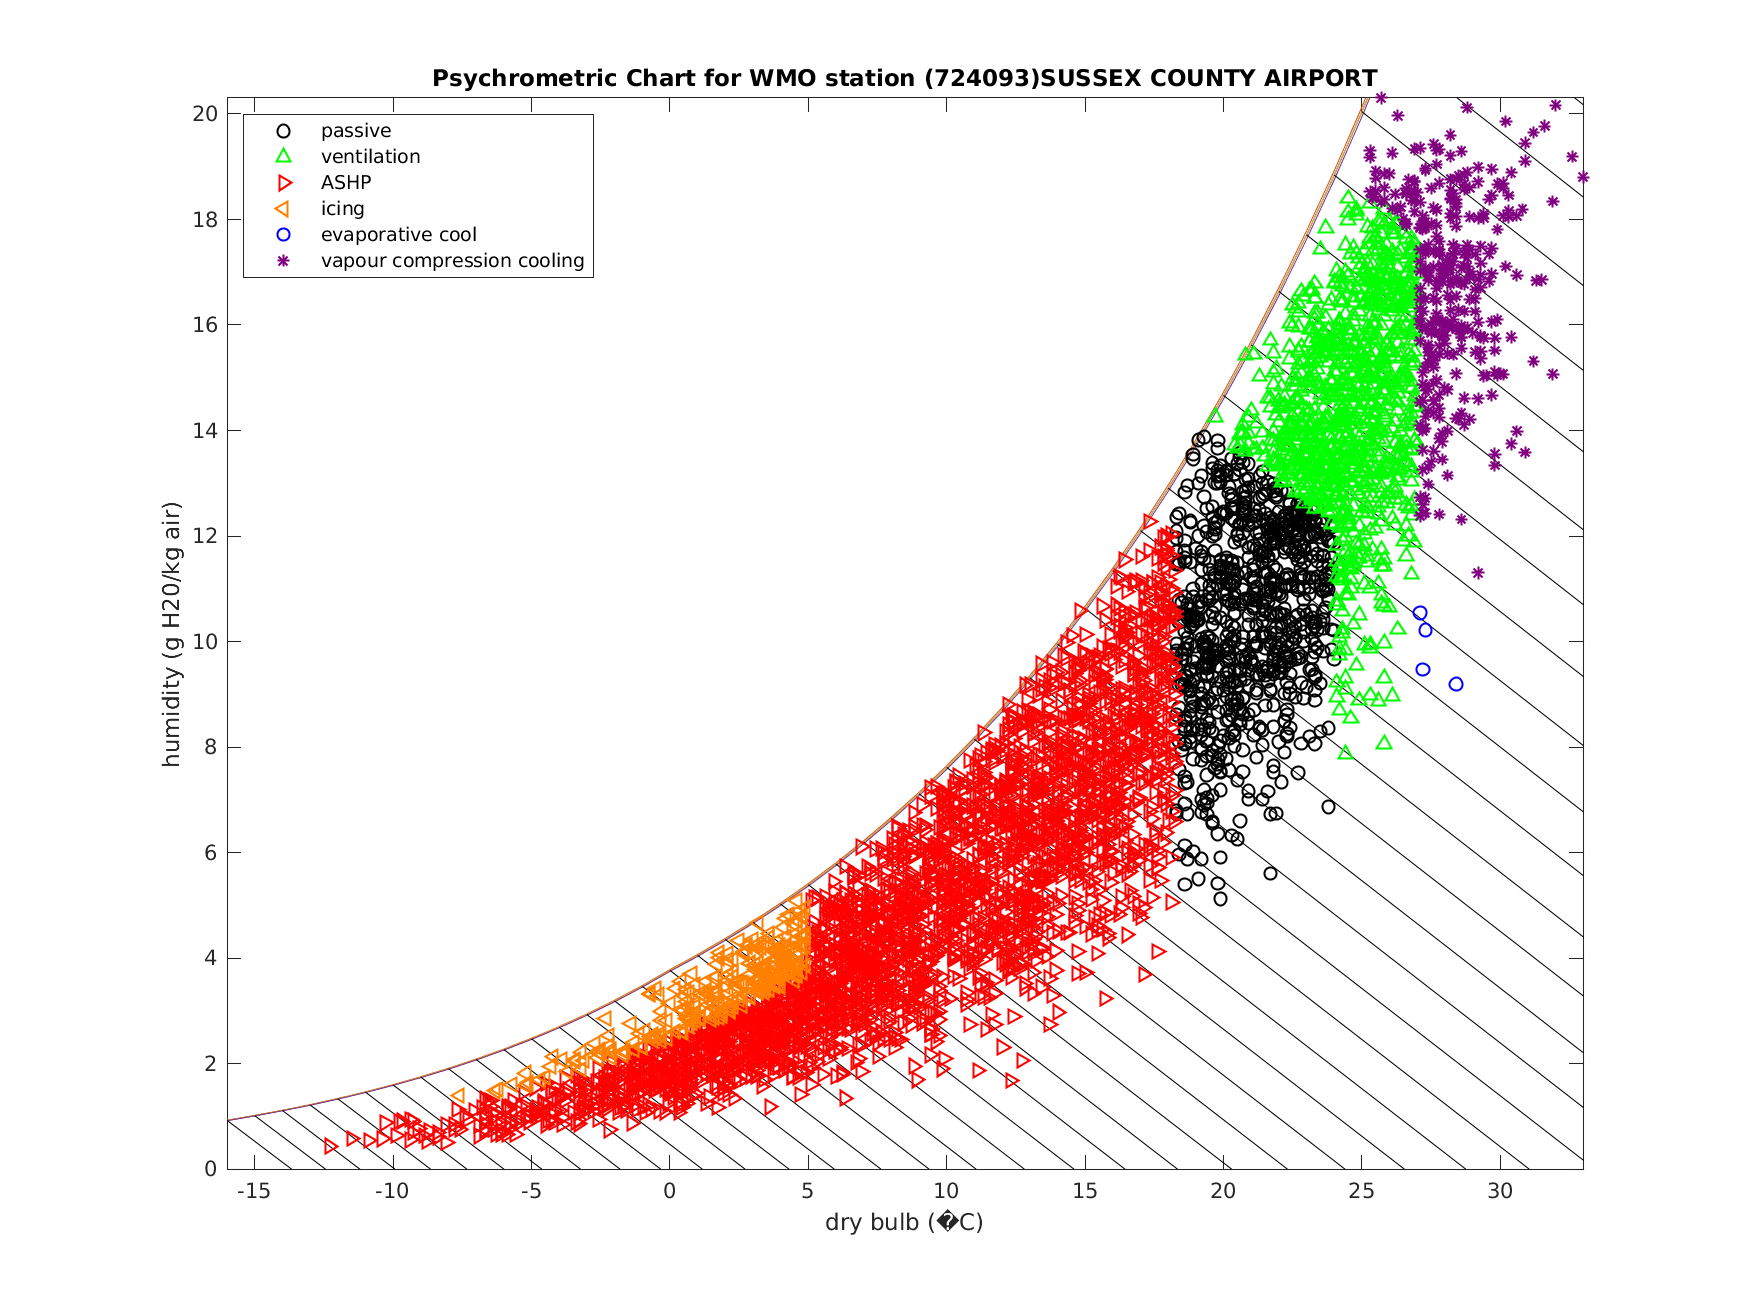 Psychrometric Chart for WMO station (724093)SUSSEX COUNTY AIRPORT
passive
ventilation
ASHP
icing
evaporative cool
vapour compression cooling
humidity (g H20/kg air)
20
18
16
14
12
10
8
6
4
2
0
-15 -10 -5 0 5 10 15 20 25 30
dry bulb (�C)